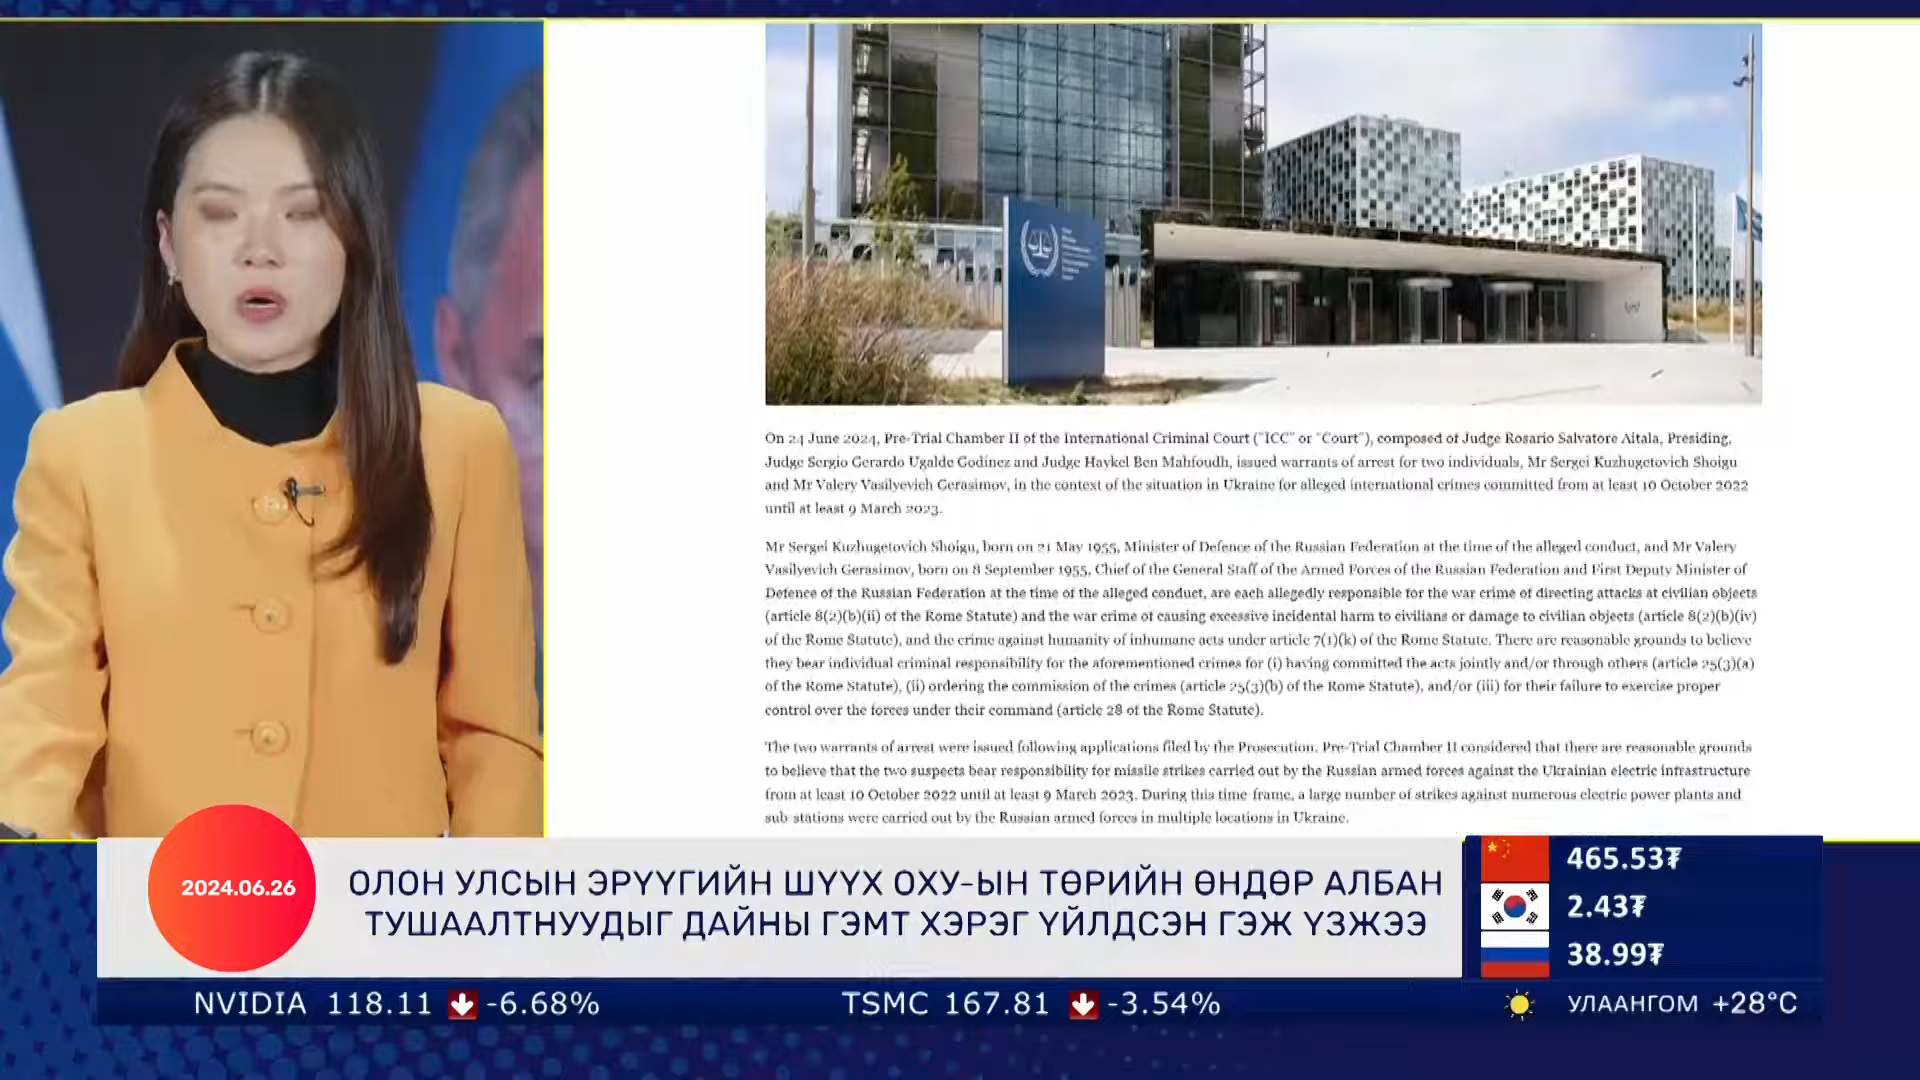 On 24 June 2024, Pre-Trial Chamber II of the International Criminal Court ("ICC" or "Court"), composed of Judge Rosario Salvatore Aitala, Presiding,
Judge Sergio Gerardo Ugalde Godínez and Judge Haykel Ben Mahfoudh, issued warrants of arrest for two individuals, Mr Sergei Kuzhugetovich Shoigu
and Mr Valery Vasilyevich Gerasimov, in the context of the situation in Ukraine for alleged international crimes committed from at least 10 October 2022
until at least 9 March 2023.
Mr Sergei Kuzhugetovich Shoigu, born on 21 May 1955, Minister of Defence of the Russian Federation at the time of the alleged conduct, and Mr Valery
Vasilyevich Gerasimov, born on 8 September 1955, Chief of the General Staff of the Armed Forces of the Russian Federation and First Deputy Minister of
Defence of the Russian Federation at the time of the alleged conduct, are each allegedly responsible for the war crime of directing attacks at civilian objects
(article 8(2)(b)(ii) of the Rome Statute) and the war crime of causing excessive incidental harm to civilians or damage to civilian objects (article 8(2)(b)(iv)
of the Rome Statute), and the crime against humanity of inhumane acts under article 7(1)(k) of the Rome Statute. There are reasonable grounds to believe
they bear individual criminal responsibility for the aforementioned crimes for (i) having committed the acts jointly and/or through others (article 25(3)(a)
of the Rome Statute), (ii) ordering the commission of the crimes (article 25(3)(b) of the Rome Statute), and/or (iii) for their failure to exercise proper
control over the forces under their command (article 28 of the Rome Statute).
The two warrants of arrest were issued following applications filed by the Prosecution. Pre-Trial Chamber II considered that there are reasonable grounds
to believe that the two suspects bear responsibility for missile strikes carried out by the Russian armed forces against the Ukrainian electric infrastructure
from at least 10 October 2022 until at least 9 March 2023. During this time-frame, a large number of strikes against numerous electric power plants and
sub-stations were carried out by the Russian armed forces in multiple locations in Ukraine.
2024.06.26
ОЛОН УЛСЫН ЭРҮҮГИЙН ШҮҮХ ОХУ-ЫН ТӨРИЙН ӨНДӨР АЛБАН
ТУШААЛТНУУДЫГ ДАЙНЫ ГЭМТ ХЭРЭГ ҮЙЛДСЭН ГЭЖ ҮЗЖЭЭ
465.53₮
2.43₮
38.99₮
NVIDIA 118.11 -6.68%
TSMC 167.81 -3.54%
УЛААНГОМ +28°C